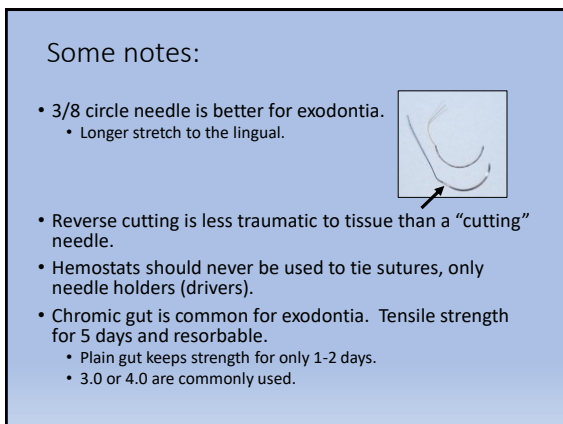 Some notes:
• 3/8 circle needle is better for exodontia.
• Longer stretch to the lingual.
• Reverse cutting is less traumatic to tissue than a “cutting”
needle.
• Hemostats should never be used to tie sutures, only
needle holders (drivers).
• Chromic gut is common for exodontia.  Tensile strength
for 5 days and resorbable.
• Plain gut keeps strength for only 1-2 days.
• 3.0 or 4.0 are commonly used.